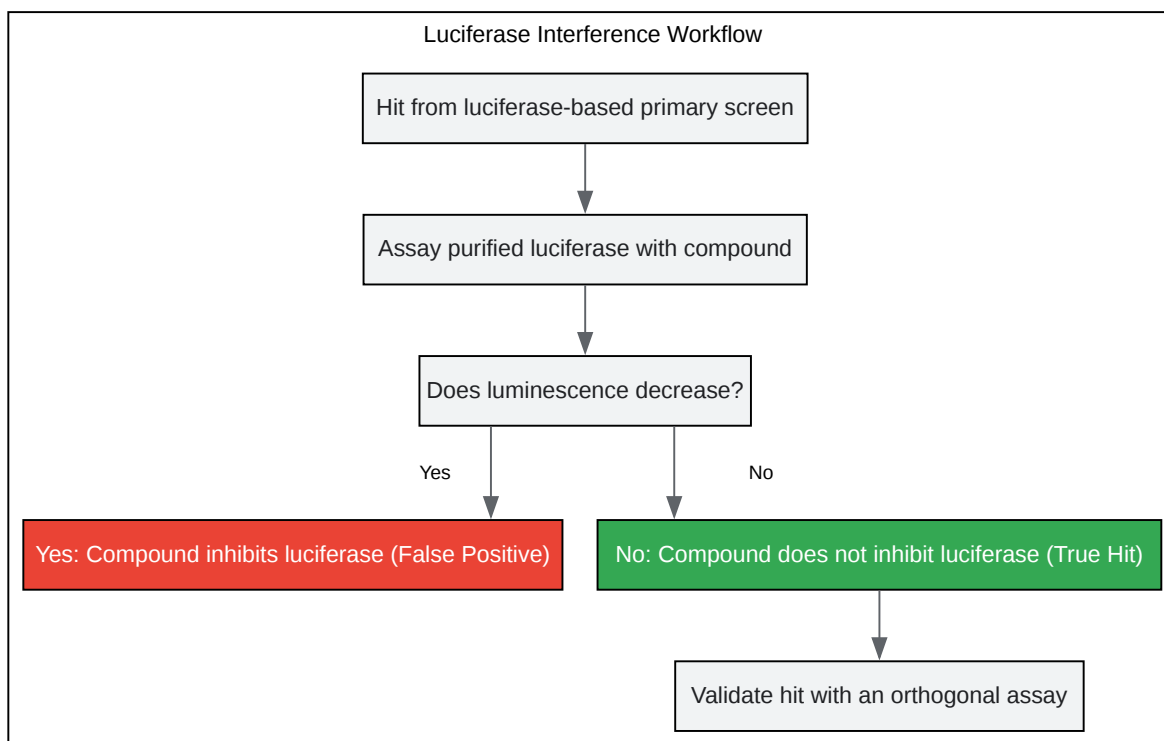 Luciferase Interference Workflow
Hit from luciferase-based primary screen
Assay purified luciferase with compound
Does luminescence decrease?
Yes
No
Yes: Compound inhibits luciferase (False Positive)
No: Compound does not inhibit luciferase (True Hit)
Validate hit with an orthogonal assay